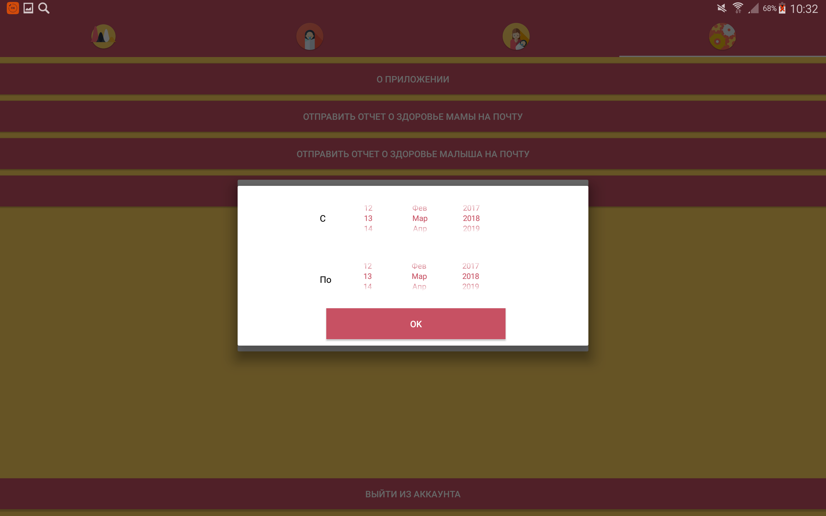 68% 10:32
О ПРИЛОЖЕНИИ
ОТПРАВИТЬ ОТЧЕТ О ЗДОРОВЬЕ МАМЫ НА ПОЧТУ
ОТПРАВИТЬ ОТЧЕТ О ЗДОРОВЬЕ МАЛЫША НА ПОЧТУ
12 Фев 2017
С 13 Мар 2018
14 Апр 2019
12 Фев 2017
По 13 Мар 2018
14 Апр 2019
ОК
ВЫЙТИ ИЗ АККАУНТА